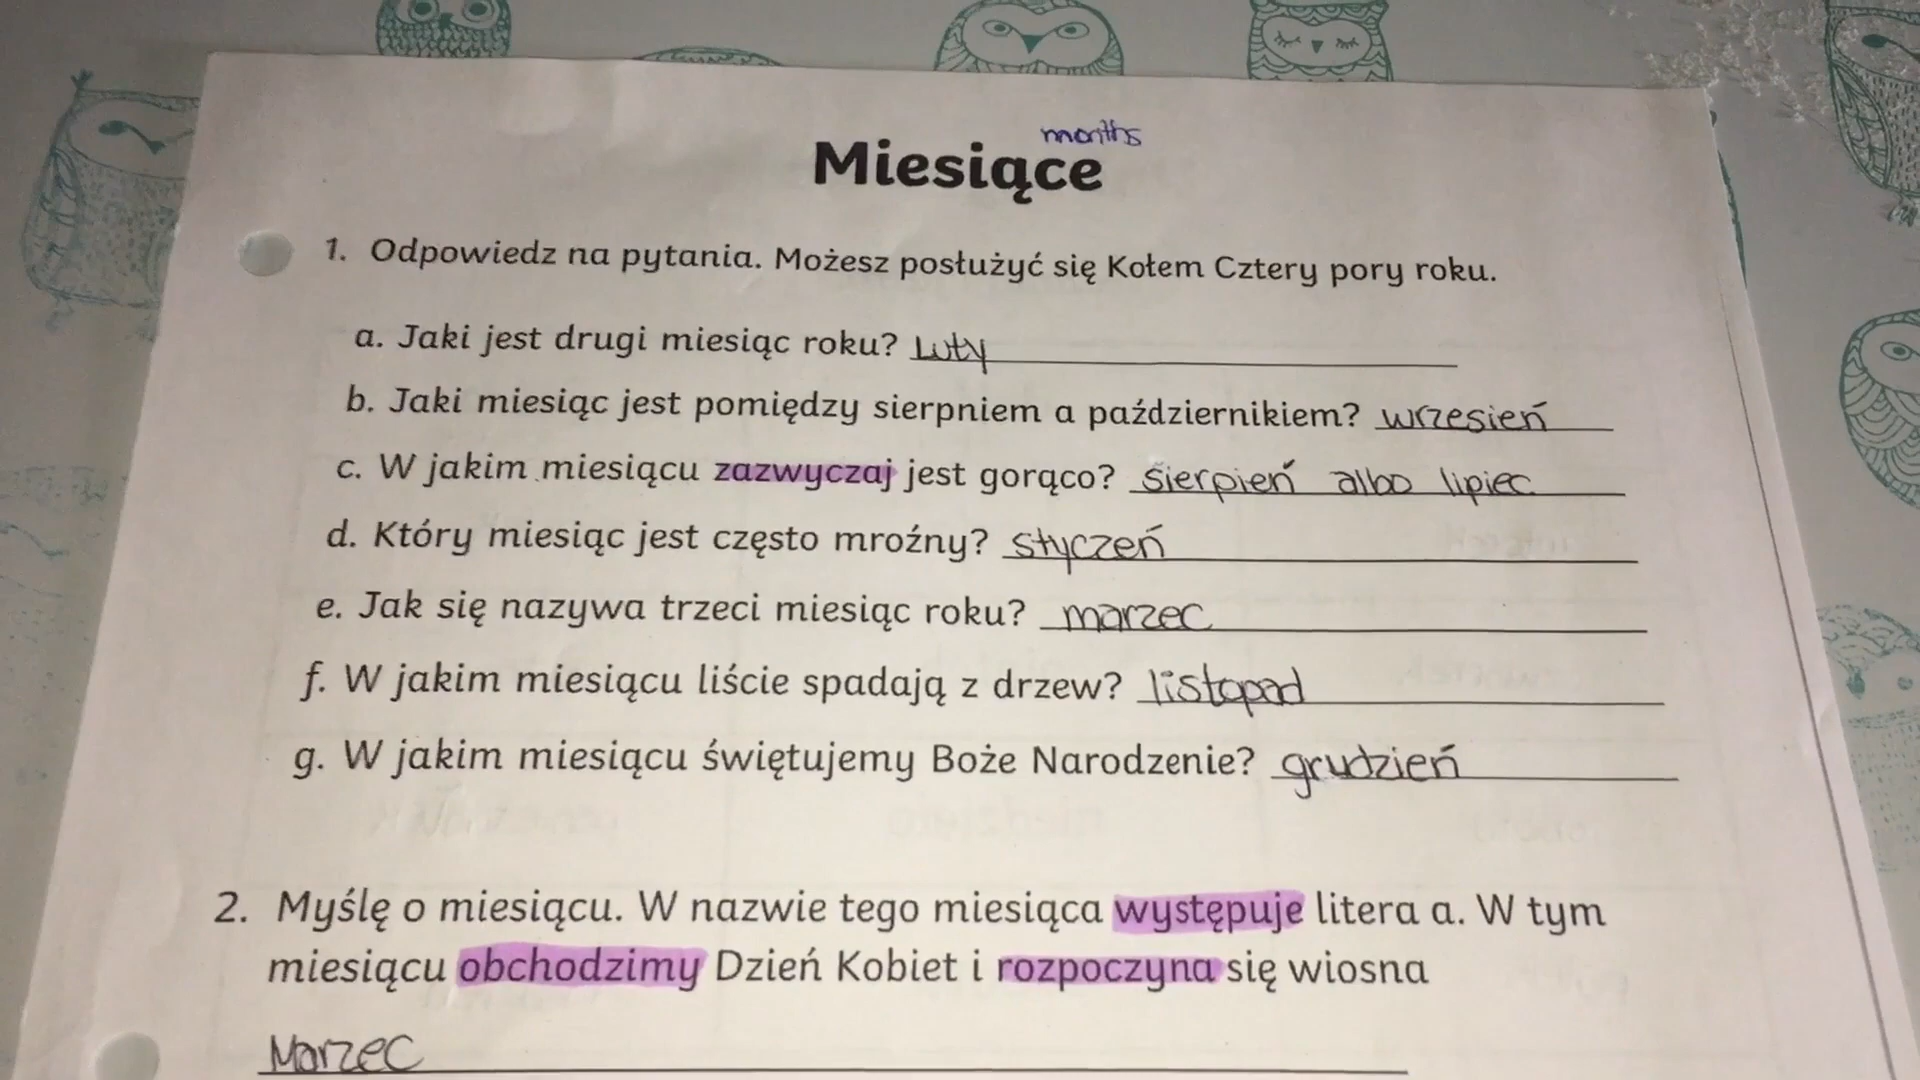 months
Miesiące
1. Odpowiedz na pytania. Możesz posłużyć się Kołem Cztery pory roku.
a. Jaki jest drugi miesiąc roku? Luty
b. Jaki miesiąc jest pomiędzy sierpniem a październikiem? wrzesień
c. W jakim miesiącu zazwyczaj jest gorąco? Sierpień albo lipiec
d. Który miesiąc jest często mroźny? Styczeń
e. Jak się nazywa trzeci miesiąc roku? marzec
f. W jakim miesiącu liście spadają z drzew? listopad
g. W jakim miesiącu świętujemy Boże Narodzenie? grudzień
2. Myślę o miesiącu. W nazwie tego miesiąca występuje litera a. W tym
miesiącu obchodzimy Dzień Kobiet i rozpoczyna się wiosna
Marzec